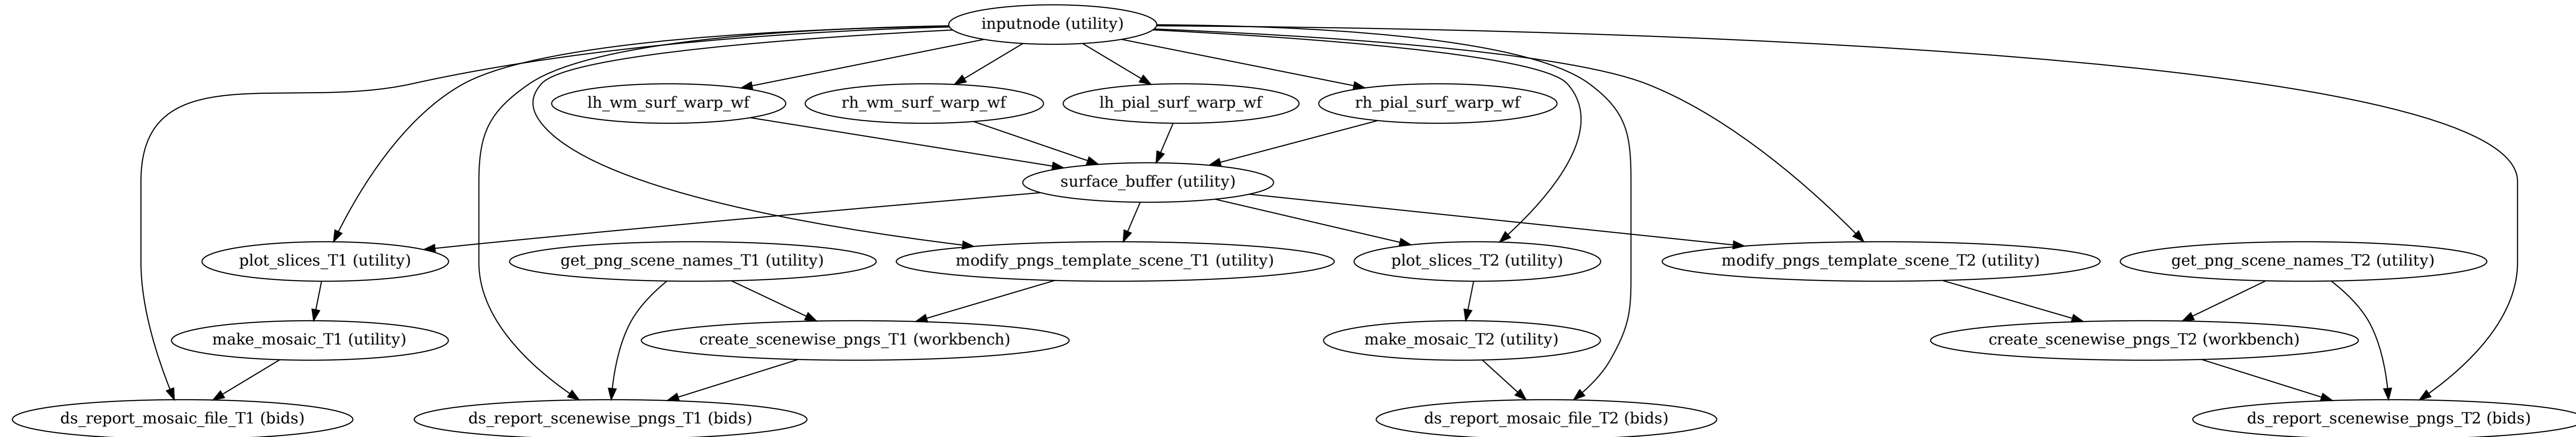 inputnode (utility)
lh_wm_surf_warp_wf
rh_wm_surf_warp_wf
lh_pial_surf_warp_wf
rh_pial_surf_warp_wf
surface_buffer (utility)
plot_slices_T1 (utility)
get_png_scene_names_T1 (utility)
modify_pngs_template_scene_T1 (utility)
plot_slices_T2 (utility)
modify_pngs_template_scene_T2 (utility)
get_png_scene_names_T2 (utility)
make_mosaic_T1 (utility)
create_scenewise_pngs_T1 (workbench)
make_mosaic_T2 (utility)
create_scenewise_pngs_T2 (workbench)
ds_report_mosaic_file_T1 (bids)
ds_report_scenewise_pngs_T1 (bids)
ds_report_mosaic_file_T2 (bids)
ds_report_scenewise_pngs_T2 (bids)